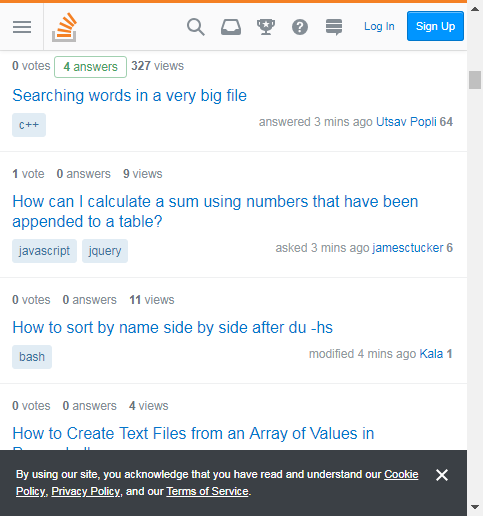 Log In Sign Up
0 votes 4 answers 327 views
Searching words in a very big file
c++
answered 3 mins ago Utsav Popli 64
1 vote 0 answers 9 views
How can I calculate a sum using numbers that have been
appended to a table?
javascript jquery
asked 3 mins ago jamesctucker 6
0 votes 0 answers 11 views
How to sort by name side by side after du -hs
bash
modified 4 mins ago Kala 1
0 votes 0 answers 4 views
How to Create Text Files from an Array of Values in
By using our site, you acknowledge that you have read and understand our Cookie
Policy, Privacy Policy, and our Terms of Service.